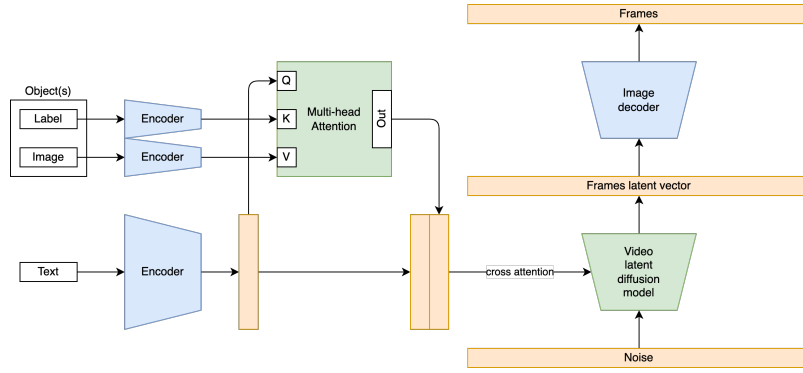 Frames
Object(s)
Label
Image
Encoder
Encoder
Q
K
V
Multi-head
Attention
Out
Image
decoder
Frames latent vector
Text
Encoder
cross attention
Video
latent
diffusion
model
Noise